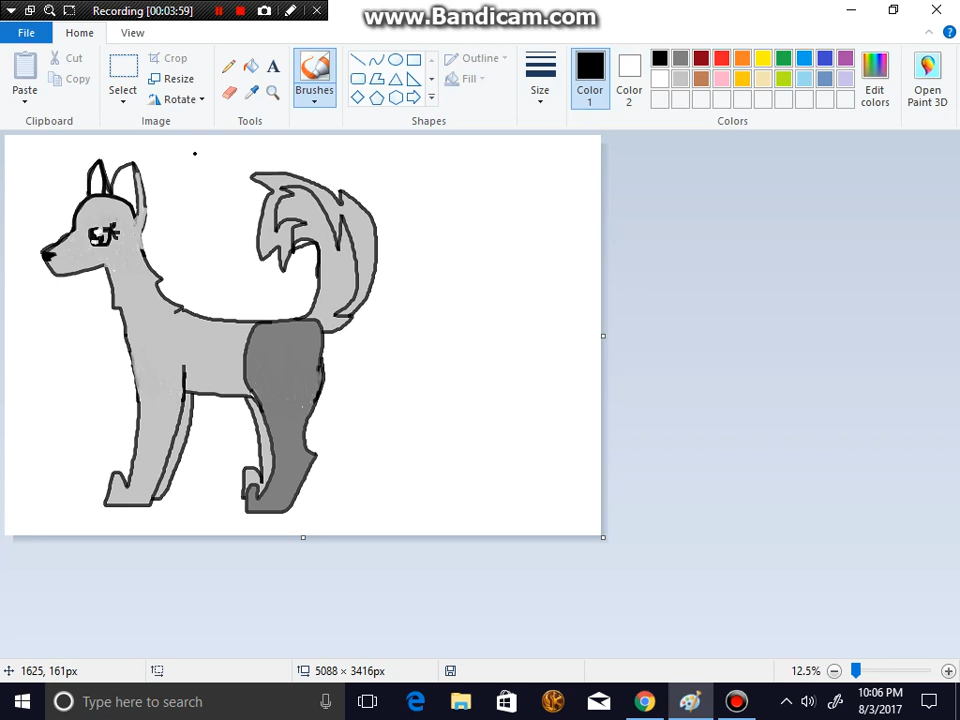 www.Bandicam.com
Recording [00:03:59]
File Home View
Paste
Cut
Copy
Clipboard
Select
Crop
Resize
Rotate
Image
A
Tools
Brushes
Outline
Fill
Shapes
Size
Color 1
Color 2
Edit colors
Open Paint 3D
Colors
1625, 161px
5088 × 3416px
12.5%
Type here to search
10:06 PM
8/3/2017